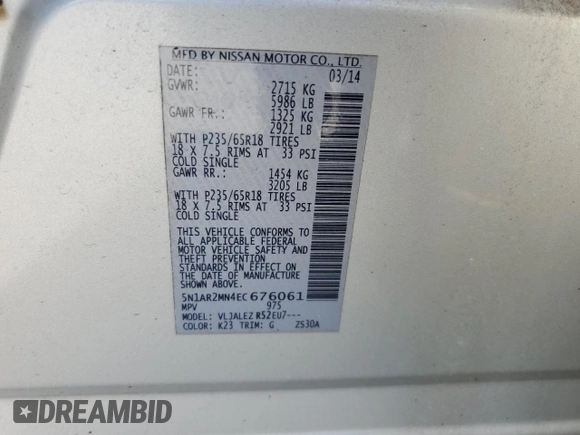 MFD BY NISSAN MOTOR CO., LTD.
DATE: 03/14
GVWR: 2715 KG
5986 LB
GAWR FR.: 1325 KG
2921 LB
WITH P235/65R18 TIRES
18 X 7.5 RIMS AT 33 PSI
COLD SINGLE
GAWR RR.: 1454 KG
3205 LB
WITH P235/65R18 TIRES
18 X 7.5 RIMS AT 33 PSI
COLD SINGLE
THIS VEHICLE CONFORMS TO
ALL APPLICABLE FEDERAL
MOTOR VEHICLE SAFETY AND
THEFT PREVENTION
STANDARDS IN EFFECT ON
THE DATE OF MANUFACTURE
SHOWN ABOVE.
5N1AR2MN4EC676061
MPV 975
MODEL: VLJALEZ R52EU7---
COLOR: K23 TRIM: G 2S30A
DREAMBID